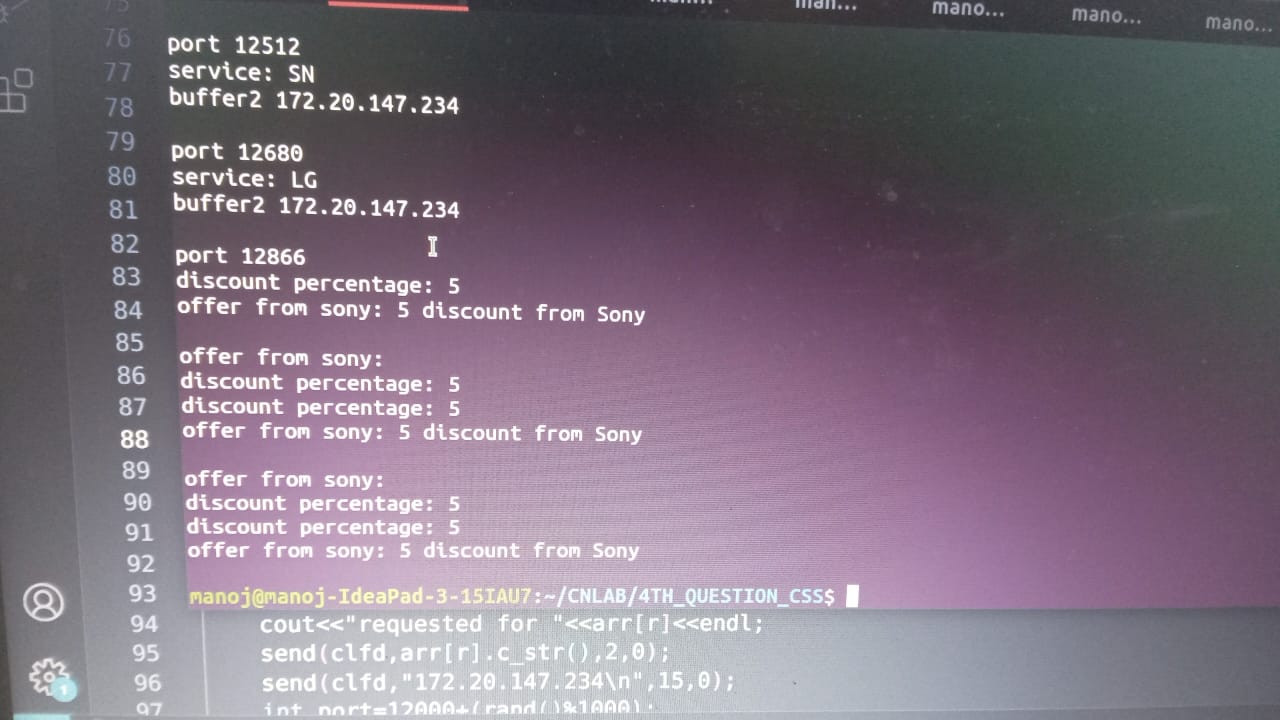 man...
mano...
mano...
mano...
76
port 12512
77
service: SN
78
buffer2 172.20.147.234
79
port 12680
80
service: LG
81
buffer2 172.20.147.234
82
port 12866
83
discount percentage: 5
84
offer from sony: 5 discount from Sony
85
offer from sony:
86
discount percentage: 5
87
discount percentage: 5
88
offer from sony: 5 discount from Sony
89
offer from sony:
90
discount percentage: 5
91
discount percentage: 5
92
offer from sony: 5 discount from Sony
93
manoj@manoj-IdeaPad-3-15IAU7:~/CNLAB/4TH_QUESTION_CSS$
94 cout<<"requested for "<<arr[r]<<endl;
95 send(clfd,arr[r].c_str(),2,0);
96 send(clfd,"172.20.147.234\n",15,0);
97 int port=12000+(rand()%1000);
1